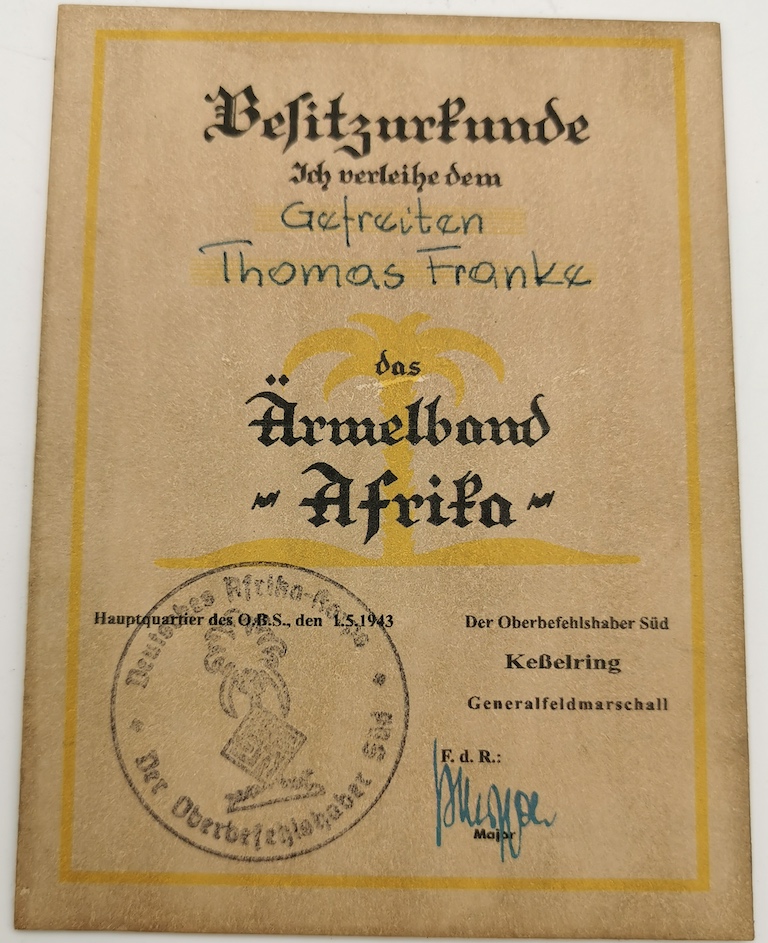 Besitzurkunde
Ich verleihe dem
Gefreiten
Thomas Franke
das
Ärmelband
"Afrika"
Hauptquartier des O.B.S., den 1.5.1943
Der Oberbefehlshaber Süd
Keßelring
Generalfeldmarschall
F. d. R.:
Major
Deutsches Afrika-Korps
Der Oberbefehlshaber Süd